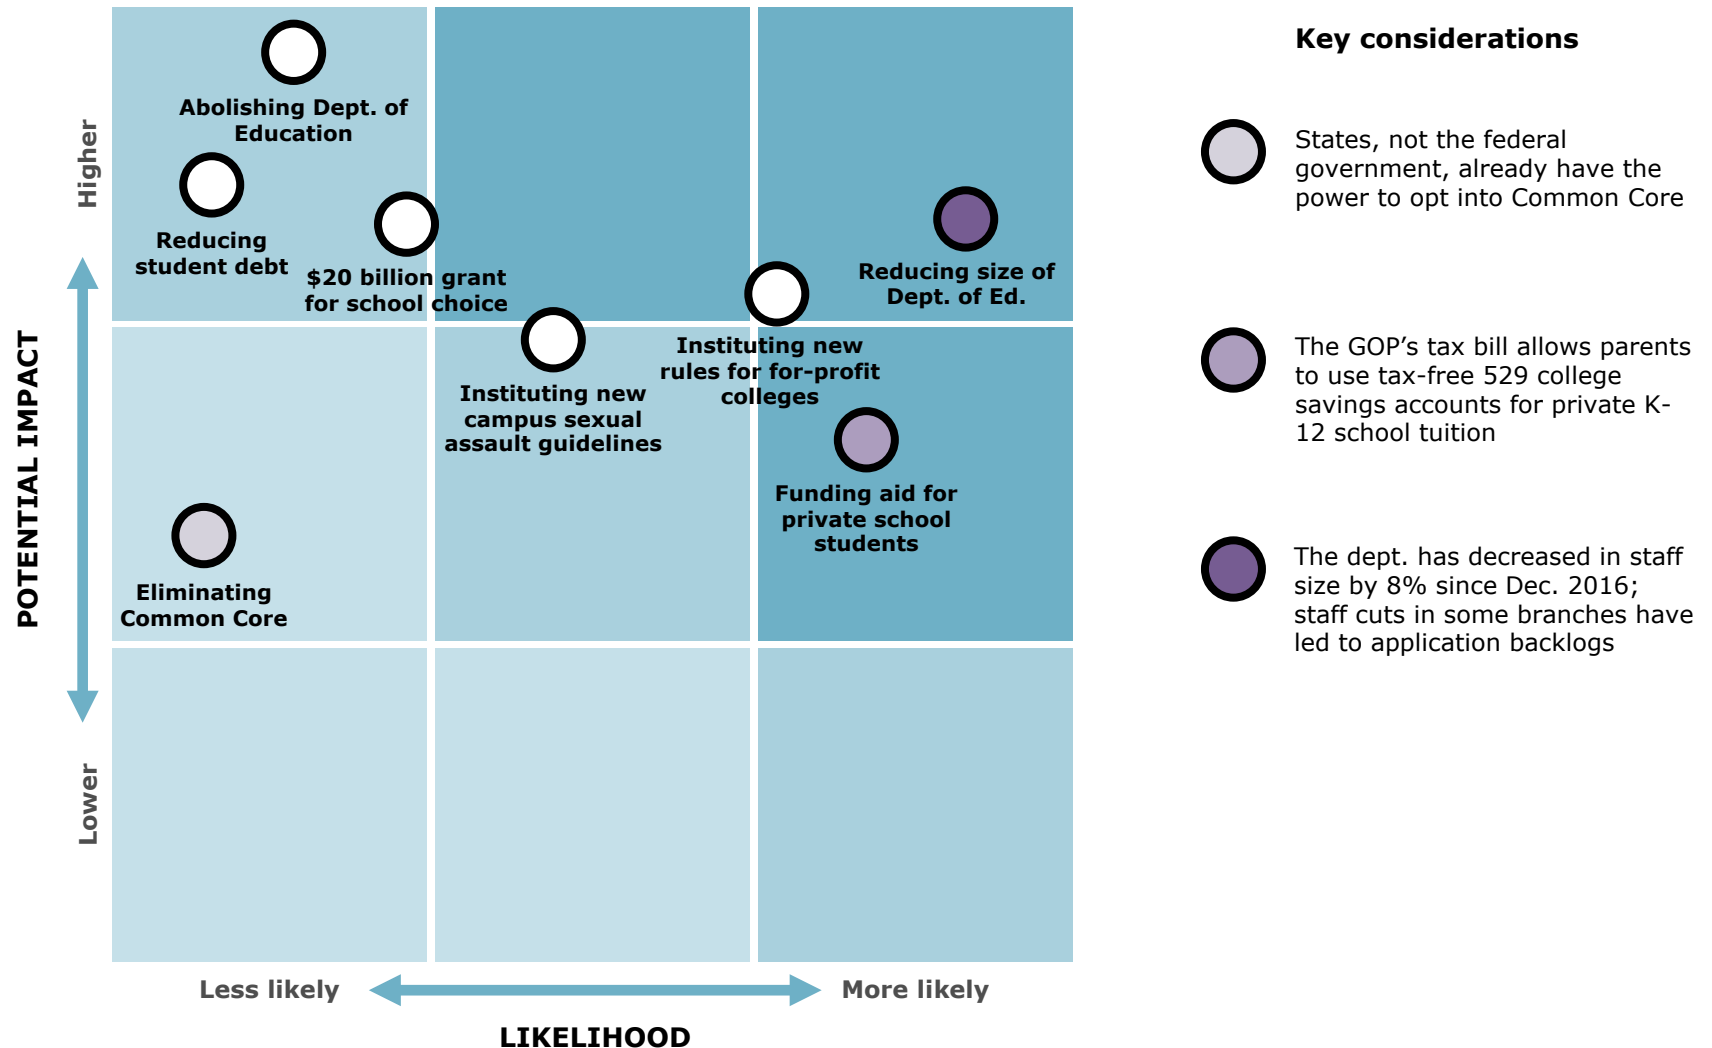 Abolishing Dept. of
Education
Reducing
student debt
$20 billion grant
for school choice
Reducing size of
Dept. of Ed.
Instituting new
rules for for-profit
colleges
Instituting new
campus sexual
assault guidelines
Funding aid for
private school
students
Eliminating
Common Core
Higher
POTENTIAL IMPACT
Lower
Less likely
More likely
LIKELIHOOD
Key considerations
States, not the federal
government, already have the
power to opt into Common Core
The GOP’s tax bill allows parents
to use tax-free 529 college
savings accounts for private K-
12 school tuition
The dept. has decreased in staff
size by 8% since Dec. 2016;
staff cuts in some branches have
led to application backlogs